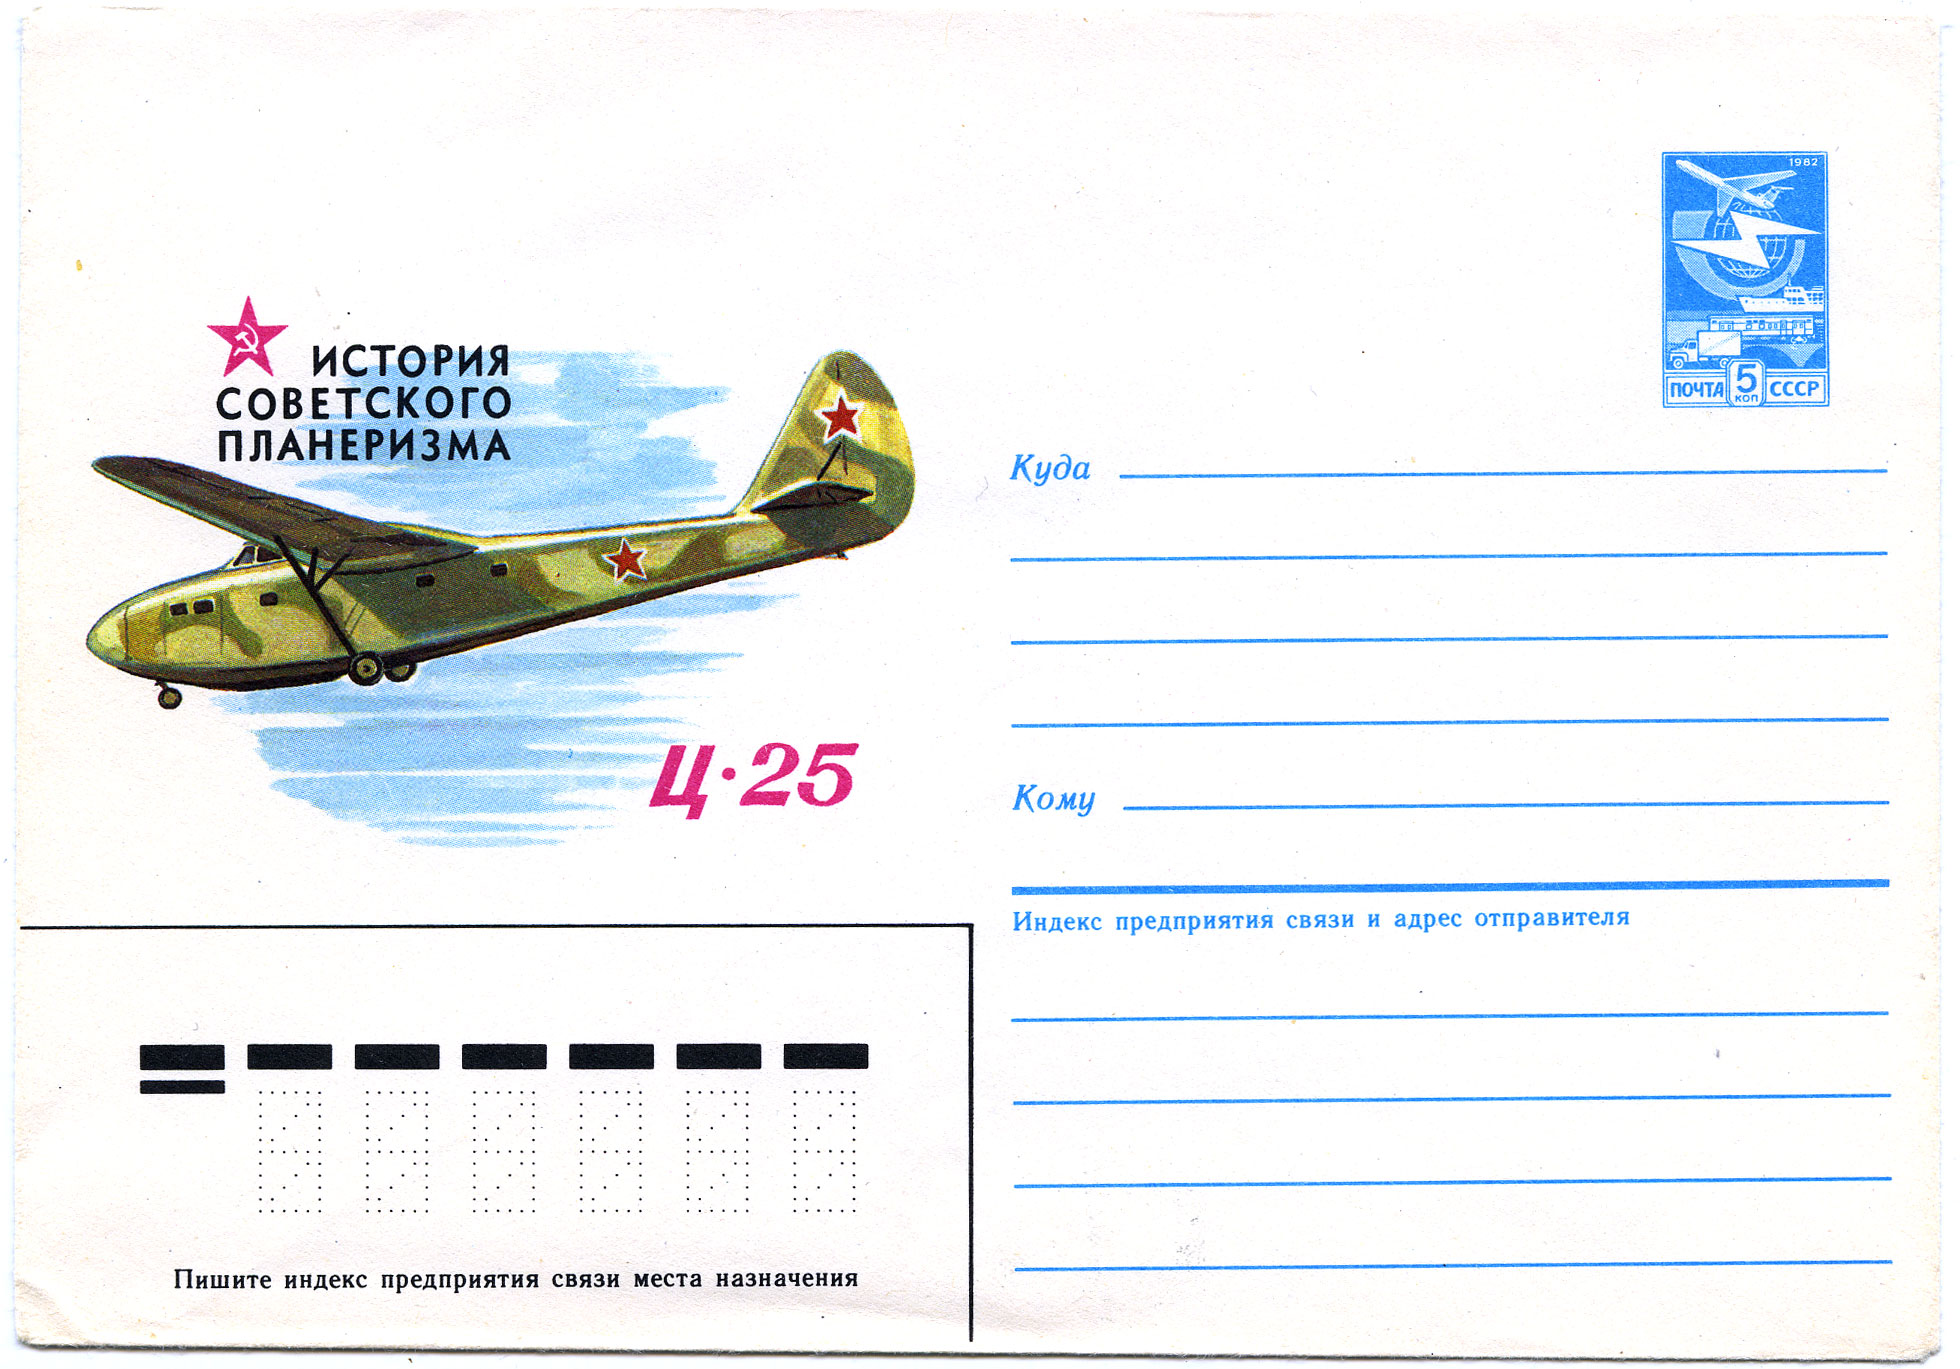 1982
ПОЧТА 5 КОП СССР
ИСТОРИЯ
СОВЕТСКОГО
ПЛАНЕРИЗМА
Ц·25
Куда
Кому
Индекс предприятия связи и адрес отправителя
Пишите индекс предприятия связи места назначения